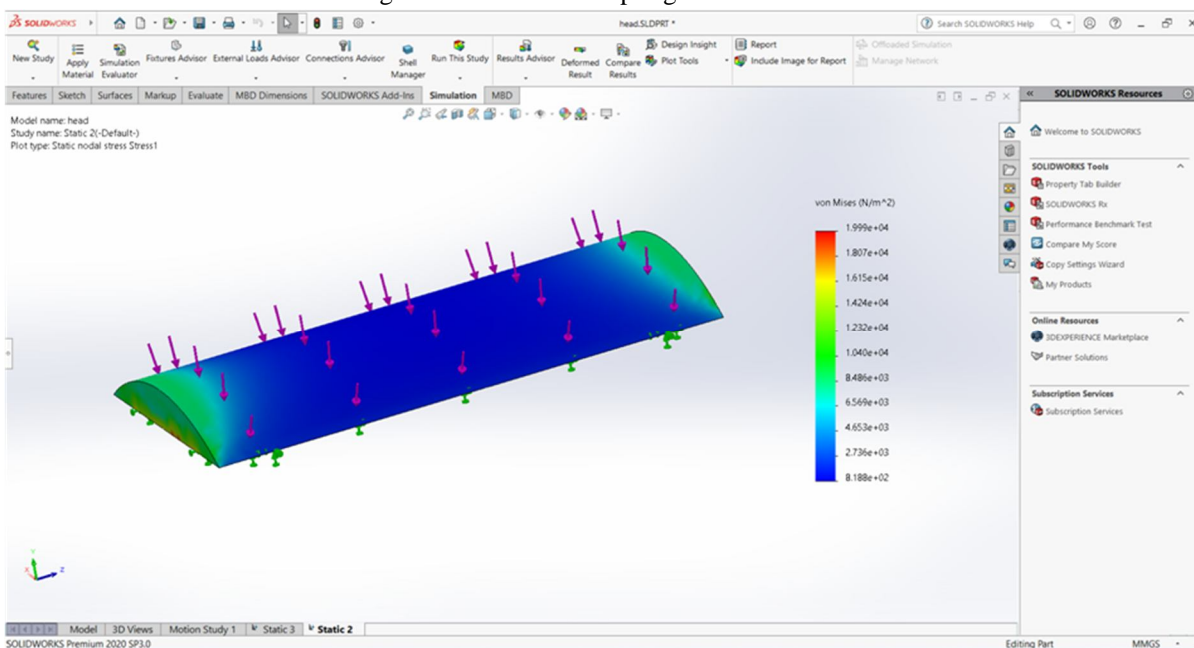 SOLIDWORKS
head.SLDPRT *
Search SOLIDWORKS Help
New Study
Apply Material
Simulation Evaluator
Fixtures Advisor
External Loads Advisor
Connections Advisor
Shell Manager
Run This Study
Results Advisor
Deformed Result
Compare Results
Design Insight
Plot Tools
Report
Include Image for Report
Offloaded Simulation
Manage Network
Features Sketch Surfaces Markup Evaluate MBD Dimensions SOLIDWORKS Add-Ins Simulation MBD
SOLIDWORKS Resources
Model name: head
Study name: Static 2(-Default-)
Plot type: Static nodal stress Stress1
von Mises (N/m^2)
1.999e+04
1.807e+04
1.615e+04
1.424e+04
1.232e+04
1.040e+04
8.486e+03
6.569e+03
4.653e+03
2.736e+03
8.188e+02
Y
X
Z
Welcome to SOLIDWORKS
SOLIDWORKS Tools
Property Tab Builder
SOLIDWORKS Rx
Performance Benchmark Test
Compare My Score
Copy Settings Wizard
My Products
Online Resources
3DEXPERIENCE Marketplace
Partner Solutions
Subscription Services
Subscription Services
Model 3D Views Motion Study 1 Static 3 Static 2
SOLIDWORKS Premium 2020 SP3.0
Editing Part
MMGS